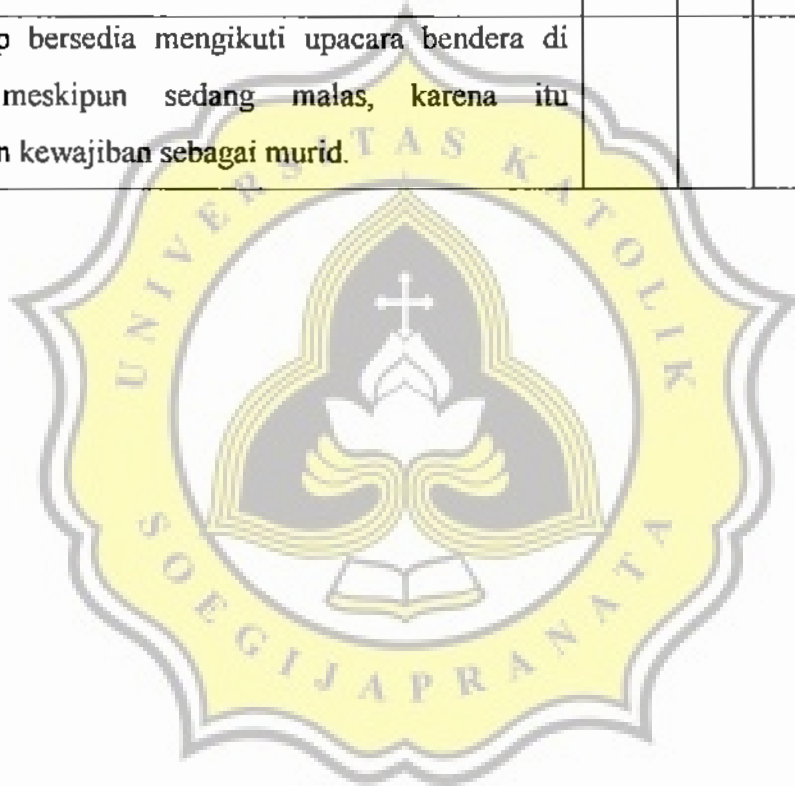 bersedia mengikuti upacara bendera di
meskipun sedang malas, karena itu
kewajiban sebagai murid.
UNIVERSITAS KATOLIK
SOEGIJAPRANATA